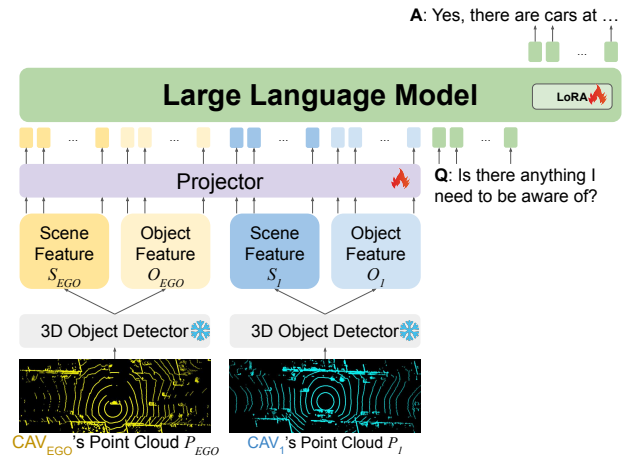 A: Yes, there are cars at ...
...
Large Language Model
LoRA
... ... ... ... ...
Projector
Q: Is there anything I
need to be aware of?
Scene
Feature
S_EGO
Object
Feature
O_EGO
Scene
Feature
S_1
Object
Feature
O_1
3D Object Detector
3D Object Detector
CAV_EGO's Point Cloud P_EGO
CAV_1's Point Cloud P_1